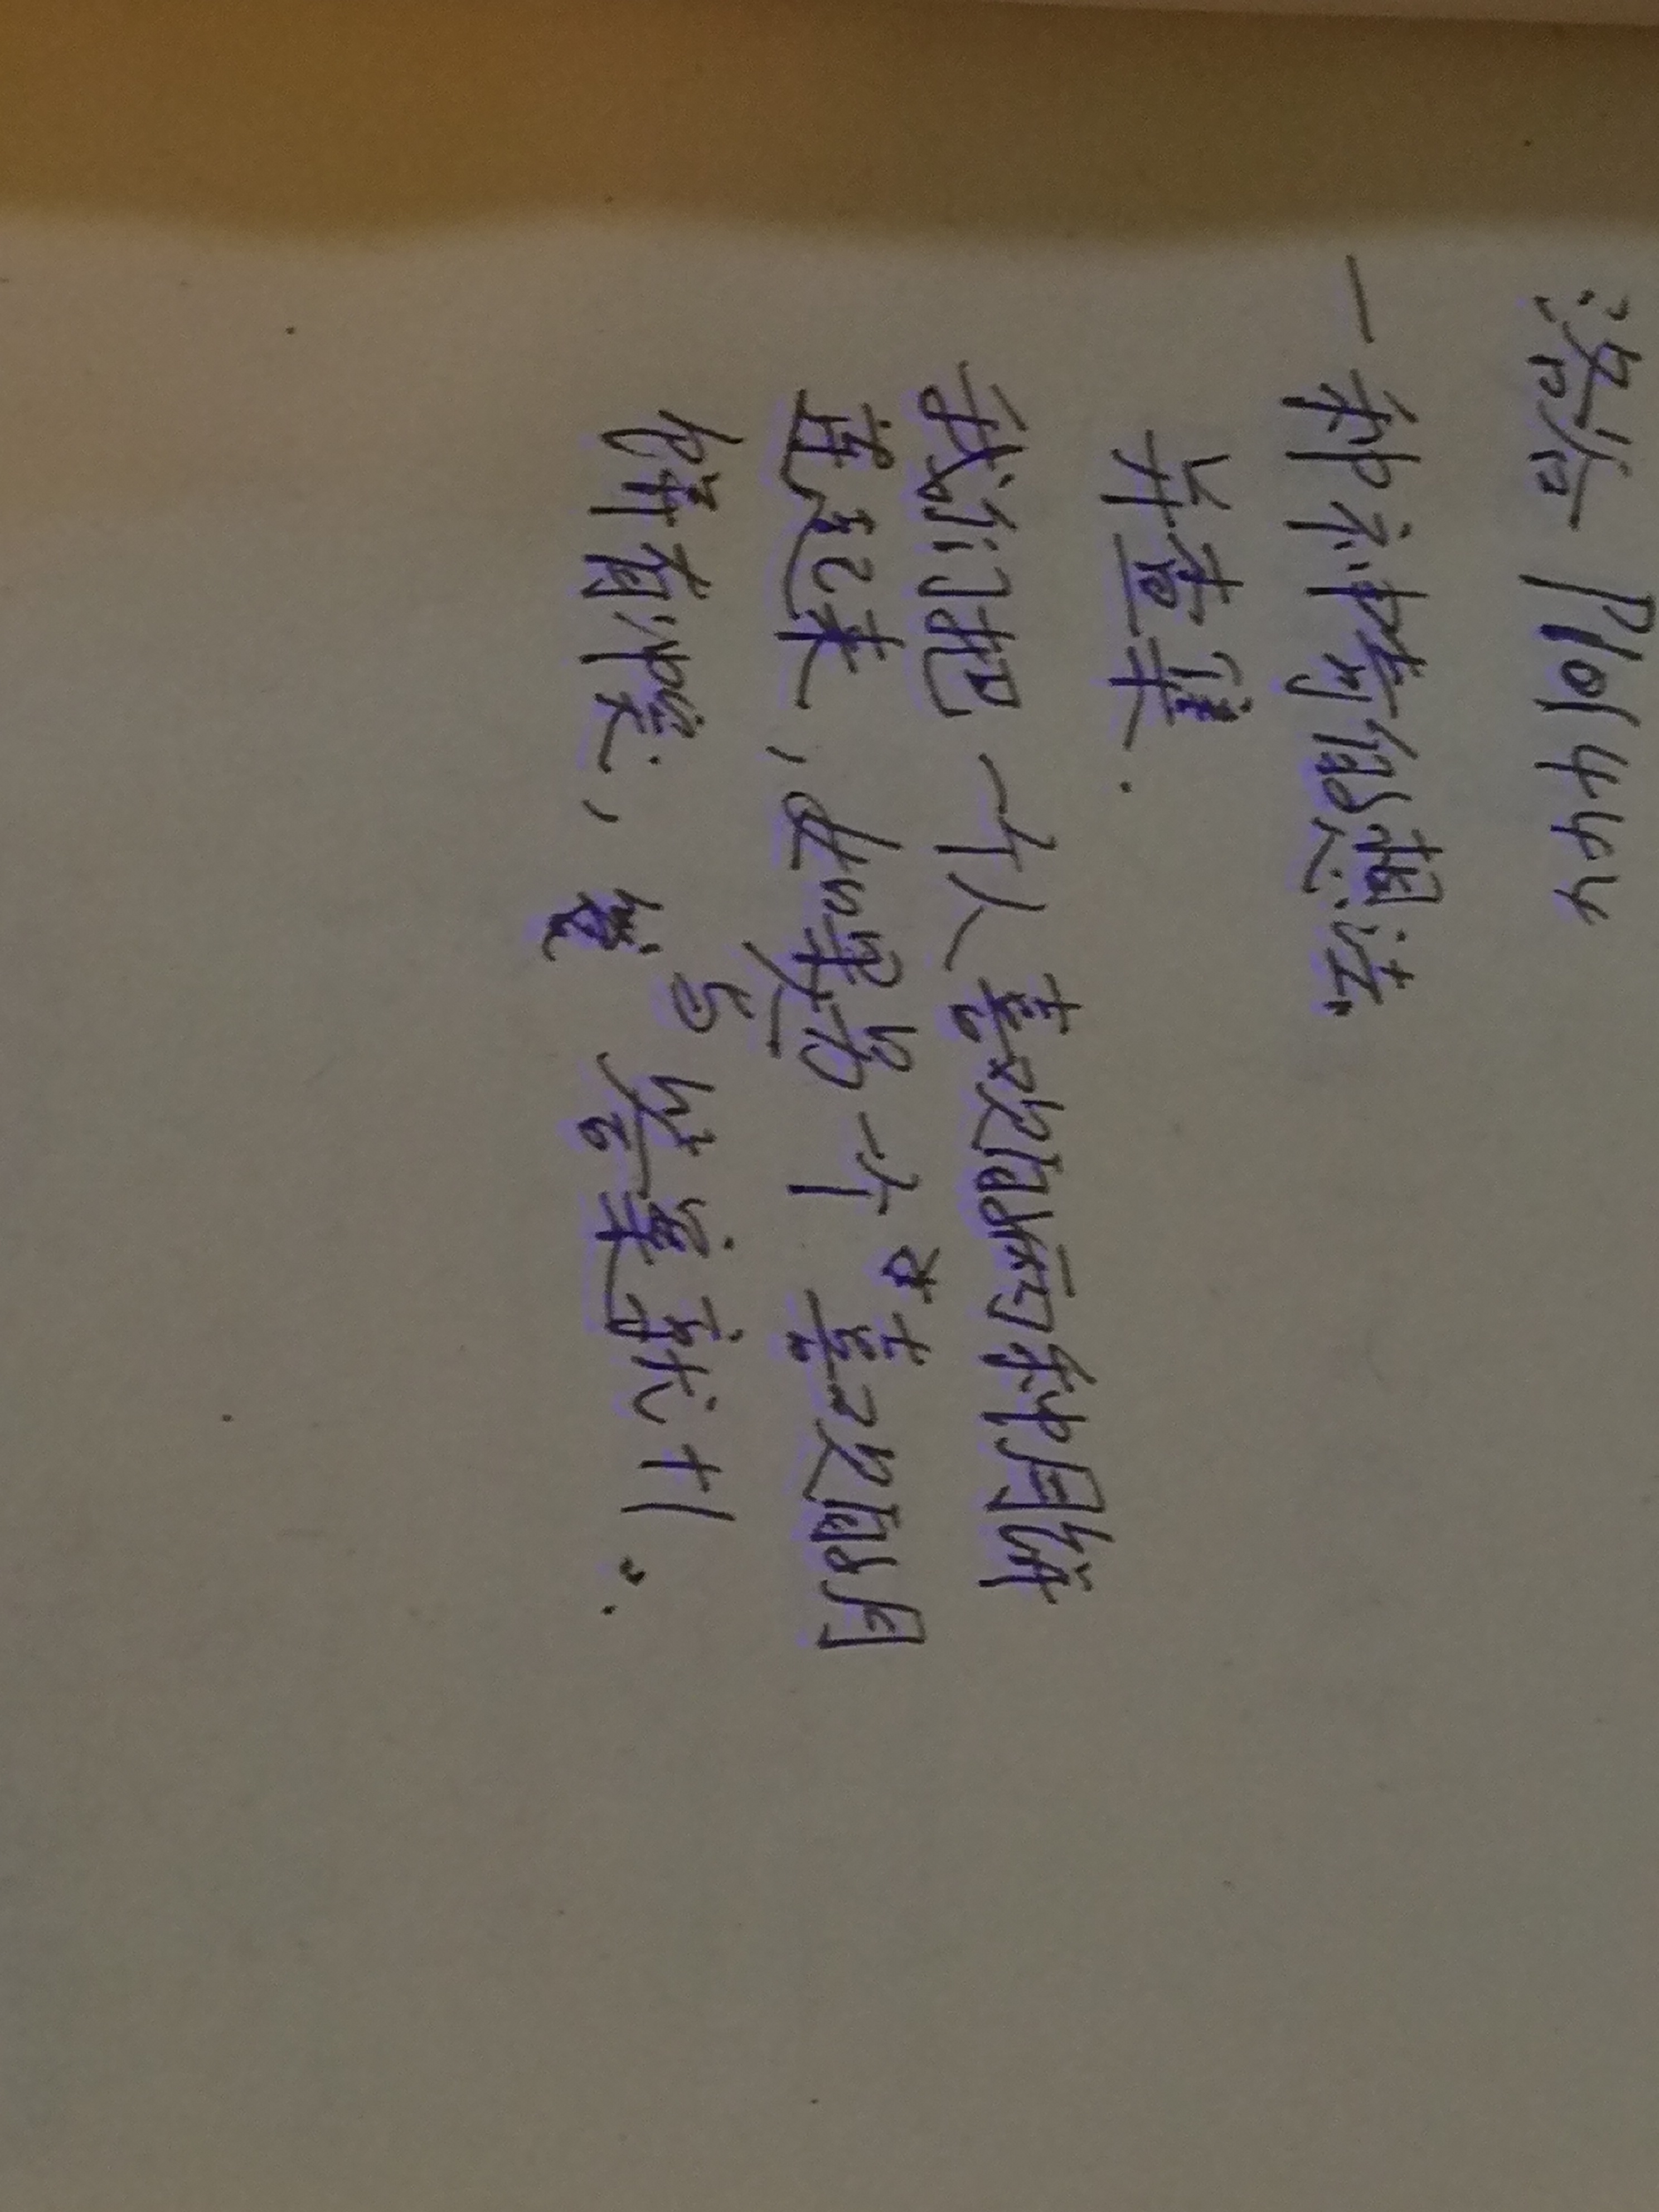 洛谷 P101444
一种神奇的想法
并查集.
我们把一个人喜欢的两种月饼
连起来，如果另一个 喜欢的月
人
与
饼有冲突， 答案就+1。.